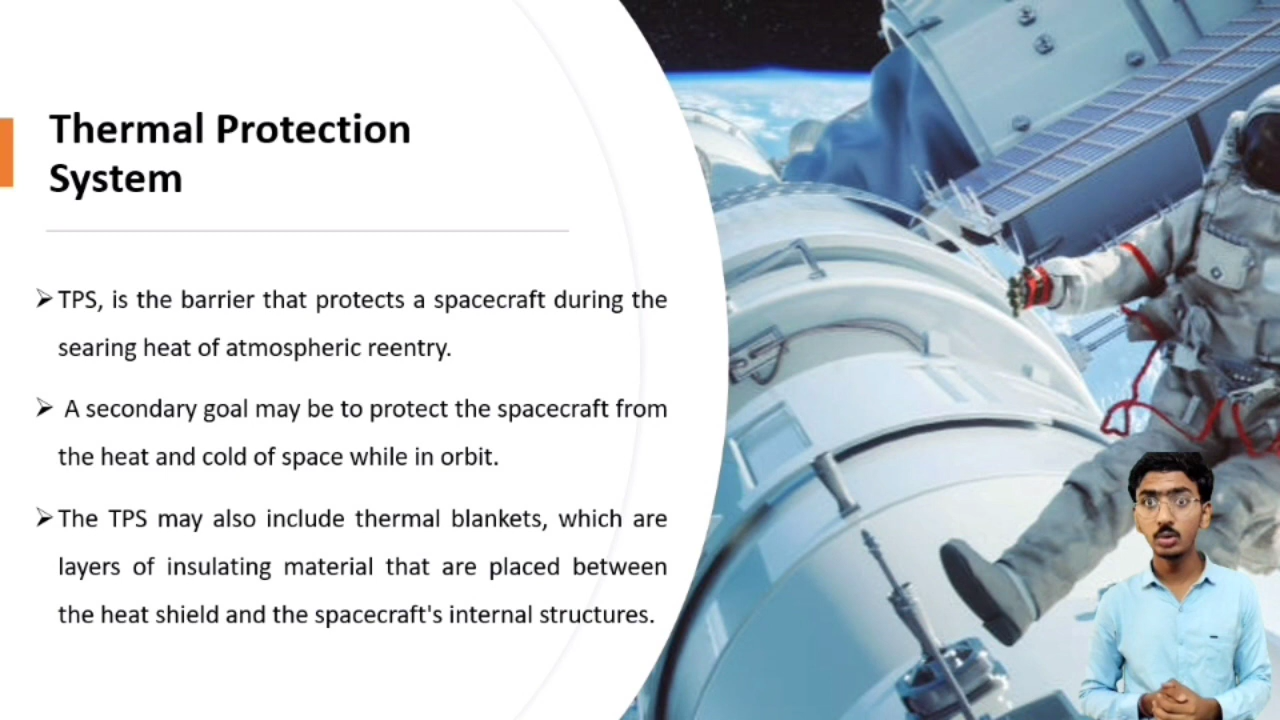 Thermal Protection
System
➢ TPS, is the barrier that protects a spacecraft during the
searing heat of atmospheric reentry.
➢ A secondary goal may be to protect the spacecraft from
the heat and cold of space while in orbit.
➢ The TPS may also include thermal blankets, which are
layers of insulating material that are placed between
the heat shield and the spacecraft's internal structures.